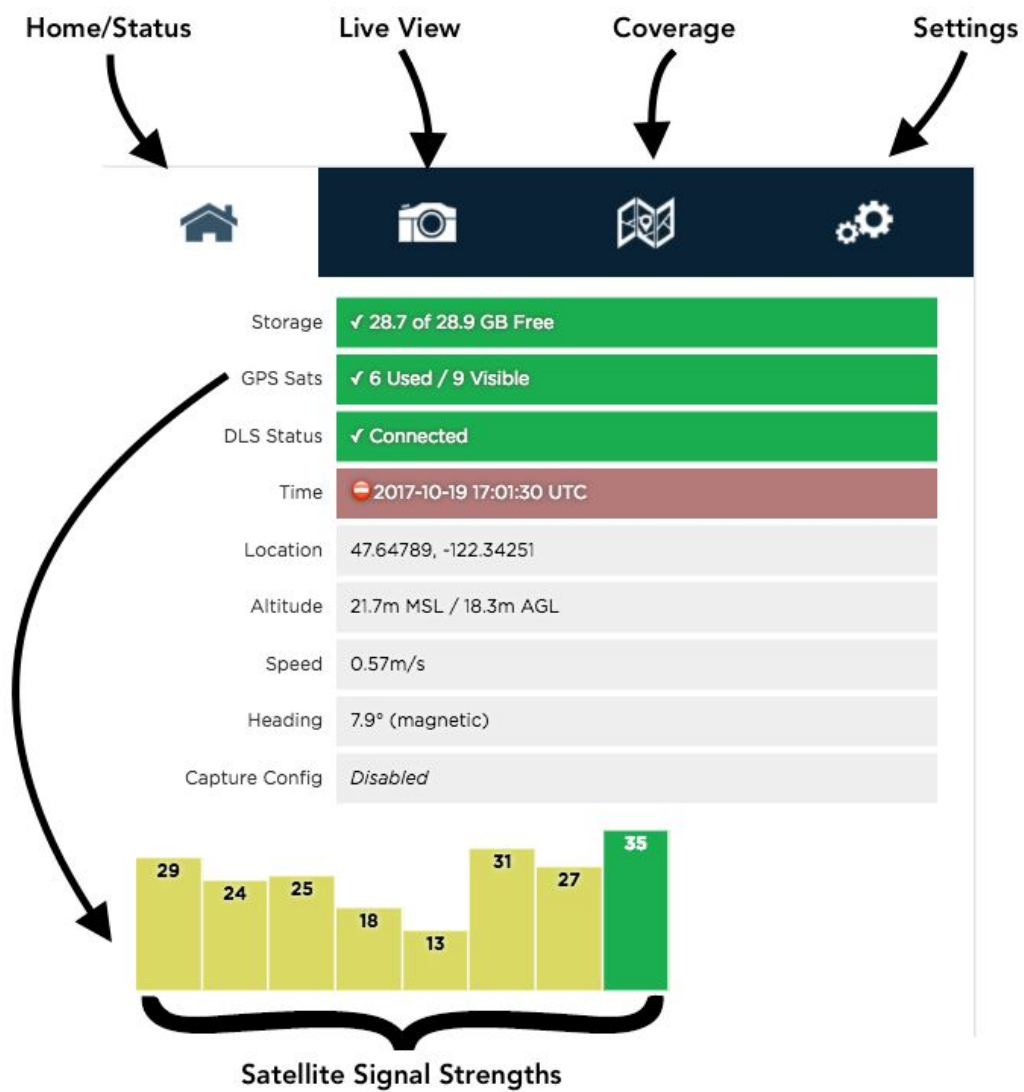 Home/Status Live View Coverage Settings
Storage ✓ 28.7 of 28.9 GB Free
GPS Sats ✓ 6 Used / 9 Visible
DLS Status ✓ Connected
Time 2017-10-19 17:01:30 UTC
Location 47.64789, -122.34251
Altitude 21.7m MSL / 18.3m AGL
Speed 0.57m/s
Heading 7.9° (magnetic)
Capture Config Disabled
29 24 25 18 13 31 27 35
Satellite Signal Strengths